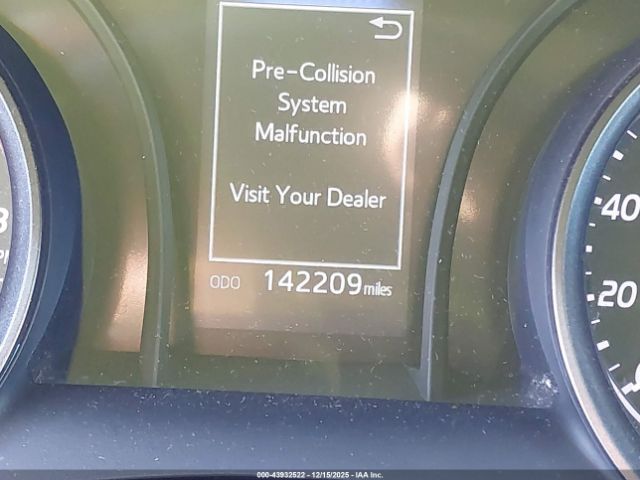 Pre-Collision
System
Malfunction
Visit Your Dealer
ODO 142209 miles
40
20
000-43932522 - 12/15/2025 - IAA Inc.